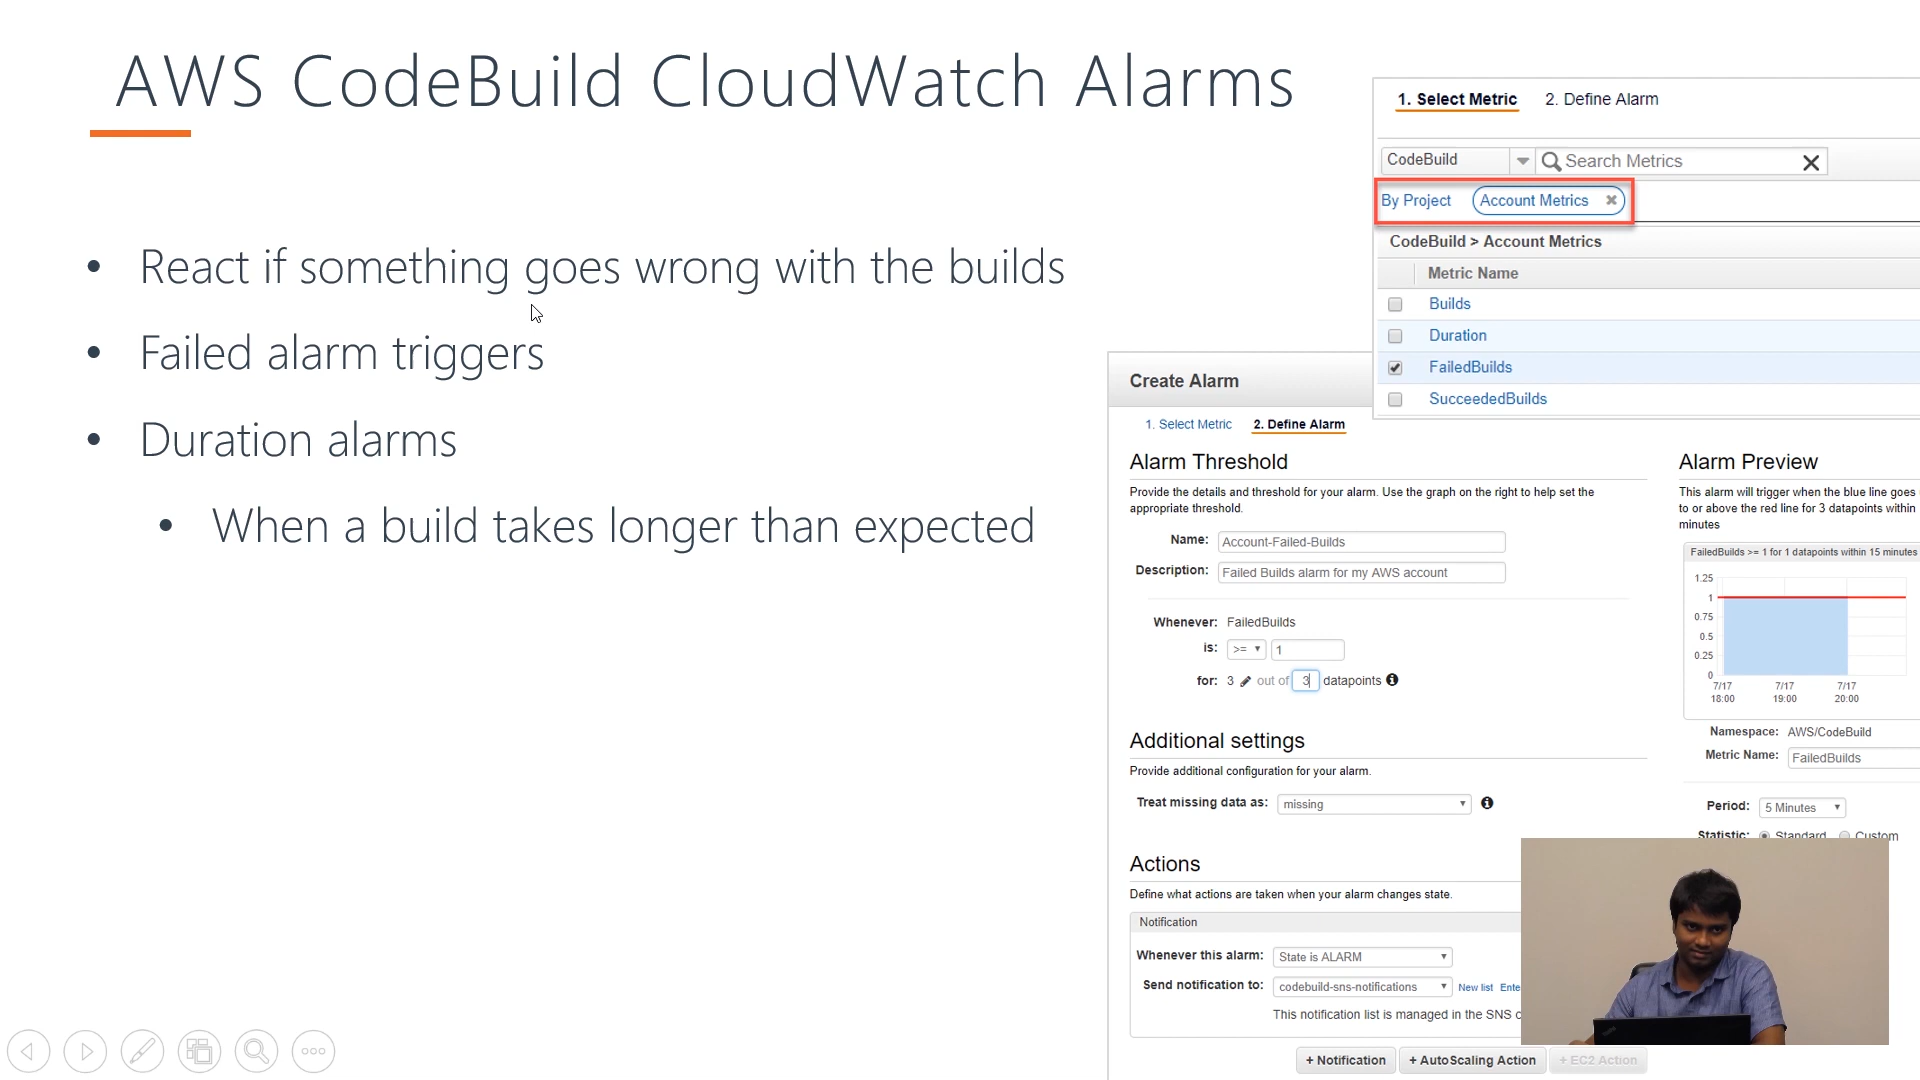 AWS CodeBuild CloudWatch Alarms
• React if something goes wrong with the builds
• Failed alarm triggers
• Duration alarms
• When a build takes longer than expected
1. Select Metric 2. Define Alarm
CodeBuild Search Metrics
By Project Account Metrics
CodeBuild > Account Metrics
Metric Name
Builds
Duration
FailedBuilds
SucceededBuilds
Create Alarm
1. Select Metric 2. Define Alarm
Alarm Threshold
Provide the details and threshold for your alarm. Use the graph on the right to help set the
appropriate threshold.
Name: Account-Failed-Builds
Description: Failed Builds alarm for my AWS account
Whenever: FailedBuilds
is: >= 1
for: 3 out of 3 datapoints
Additional settings
Provide additional configuration for your alarm.
Treat missing data as: missing
Actions
Define what actions are taken when your alarm changes state.
Notification
Whenever this alarm: State is ALARM
Send notification to: codebuild-sns-notifications New list Ente
This notification list is managed in the SNS c
+ Notification + AutoScaling Action + EC2 Action
Alarm Preview
This alarm will trigger when the blue line goes
to or above the red line for 3 datapoints within
minutes
FailedBuilds >= 1 for 1 datapoints within 15 minutes
1.25
1
0.75
0.5
0.25
0
7/17 7/17 7/17
18:00 19:00 20:00
Namespace: AWS/CodeBuild
Metric Name: FailedBuilds
Period: 5 Minutes
Statistic: Standard Custom